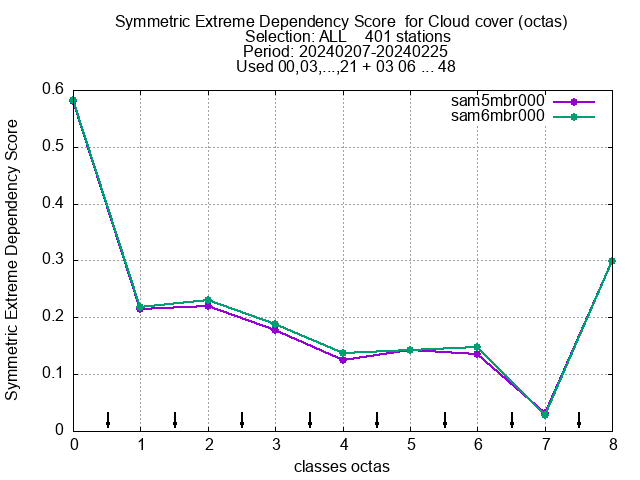 Symmetric Extreme Dependency Score  for Cloud cover (octas)
Selection: ALL    401 stations
Period: 20240207-20240225
Used 00,03,...,21 + 03 06 ... 48
sam5mbr000
sam6mbr000
Symmetric Extreme Dependency Score
0.6
0.5
0.4
0.3
0.2
0.1
0
0 1 2 3 4 5 6 7 8
classes octas